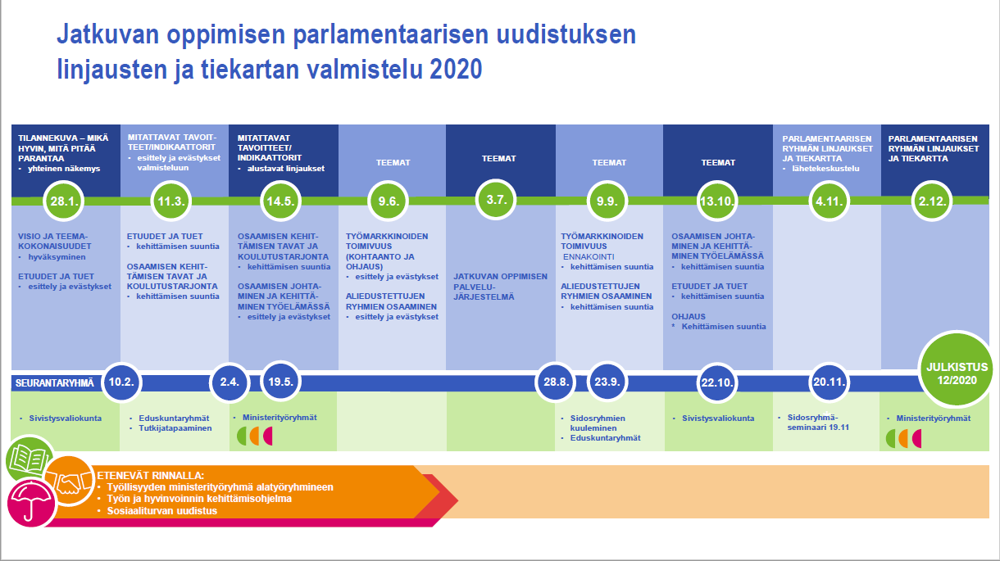 Jatkuvan oppimisen parlamentaarisen uudistuksen
linjausten ja tiekartan valmistelu 2020
TILANNEKUVA – MIKÄ
HYVIN, MITÄ PITÄÄ
PARANTAA
• yhteinen näkemys
MITATTAVAT TAVOIT-
TEET/INDIKAATTORIT
• esittely ja evästykset
valmisteluun
MITATTAVAT
TAVOITTEET/
INDIKAATTORIT
• alustavat linjaukset
TEEMAT
TEEMAT
TEEMAT
TEEMAT
PARLAMENTAARISEN
RYHMÄN LINJAUKSET
JA TIEKARTTA
• lähetekeskustelu
PARLAMENTAARISEN
RYHMÄN LINJAUKSET
JA TIEKARTTA
28.1.
11.3.
14.5.
9.6.
3.7.
9.9.
13.10.
4.11.
2.12.
VISIO JA TEEMA-
KOKONAISUUDET
• hyväksyminen
ETUUDET JA TUET
• esittely ja evästykset
ETUUDET JA TUET
• kehittämisen suuntia
OSAAMISEN KEHIT-
TÄMISEN TAVAT JA
KOULUTUSTARJONTA
• kehittämisen suuntia
OSAAMISEN KEHIT-
TÄMISEN TAVAT JA
KOULUTUSTARJONTA
• kehittämisen suuntia
OSAAMISEN JOHTA-
MINEN JA KEHITTÄ-
MINEN TYÖELÄMÄSSÄ
• esittely ja evästykset
TYÖMARKKINOIDEN
TOIMIVUUS
(KOHTAANTO JA
OHJAUS)
• esittely ja evästykset
ALIEDUSTETTUJEN
RYHMIEN OSAAMINEN
• esittely ja evästykset
JATKUVAN OPPIMISEN
PALVELU-
JÄRJESTELMÄ
TYÖMARKKINOIDEN
TOIMIVUUS
ENNAKOINTI
• kehittämisen suuntia
ALIEDUSTETTUJEN
RYHMIEN OSAAMINEN
• kehittämisen suuntia
OSAAMISEN JOHTA-
MINEN JA KEHITTÄ-
MINEN TYÖELÄMÄSSÄ
• kehittämisen suuntia
ETUUDET JA TUET
• kehittämisen suuntia
OHJAUS
* Kehittämisen suuntia
JULKISTUS
12/2020
SEURANTARYHMÄ
10.2.
2.4.
19.5.
28.8.
23.9.
22.10.
20.11.
• Sivistysvaliokunta
• Eduskuntaryhmät
• Tutkijatapaaminen
• Ministerityöryhmät
• Sidosryhmien
kuuleminen
• Eduskuntaryhmät
• Sivistysvaliokunta
• Sidosryhmä-
seminaari 19.11
• Ministerityöryhmät
ETENEVÄT RINNALLA:
• Työllisyyden ministerityöryhmä alatyöryhmineen
• Työn ja hyvinvoinnin kehittämisohjelma
• Sosiaaliturvan uudistus